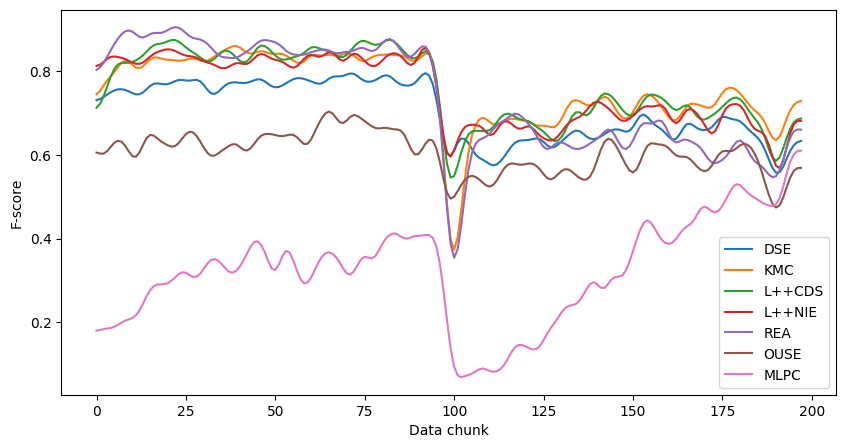 F-score
0.8
0.6
0.4
0.2
0 25 50 75 100 125 150 175 200
Data chunk
DSE
KMC
L++CDS
L++NIE
REA
OUSE
MLPC